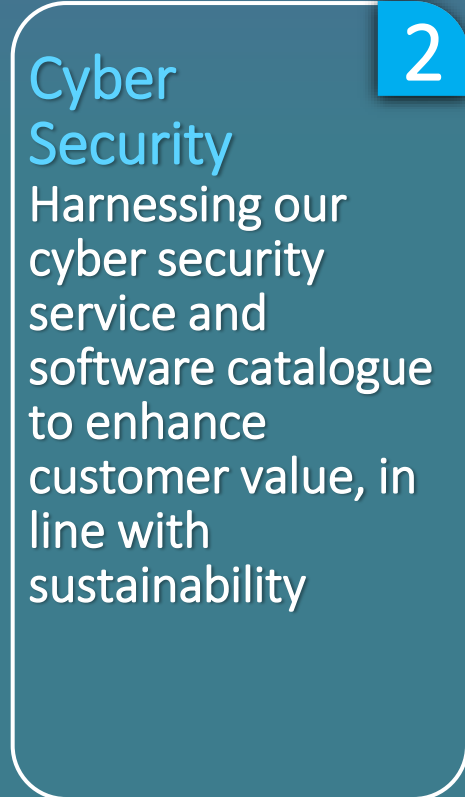 2
Cyber
Security
Harnessing our
cyber security
service and
software catalogue
to enhance
customer value, in
line with
sustainability